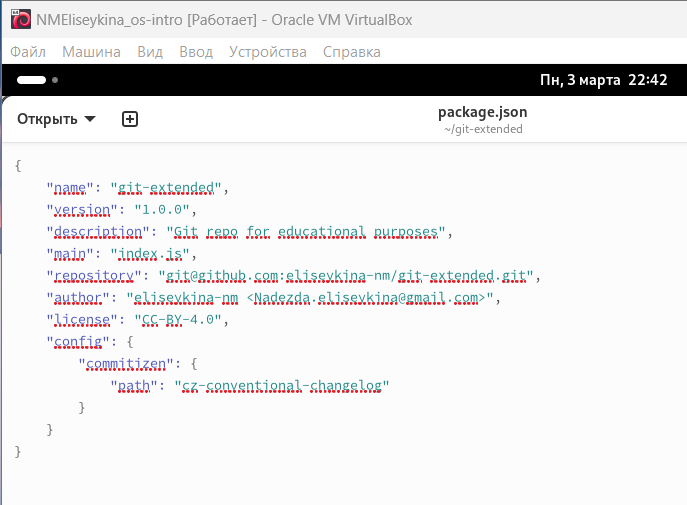 NMEliseykina_os-intro [Работает] - Oracle VM VirtualBox
Файл Машина Вид Ввод Устройства Справка
Пн, 3 марта 22:42
Открыть
package.json
~/git-extended
{
    "name": "git-extended",
    "version": "1.0.0",
    "description": "Git repo for educational purposes",
    "main": "index.js",
    "repository": "git@github.com:eliseykina-nm/git-extended.git",
    "author": "eliseykina-nm <Nadezda.eliseykina@gmail.com>",
    "license": "CC-BY-4.0",
    "config": {
        "commitizen": {
            "path": "cz-conventional-changelog"
        }
    }
}